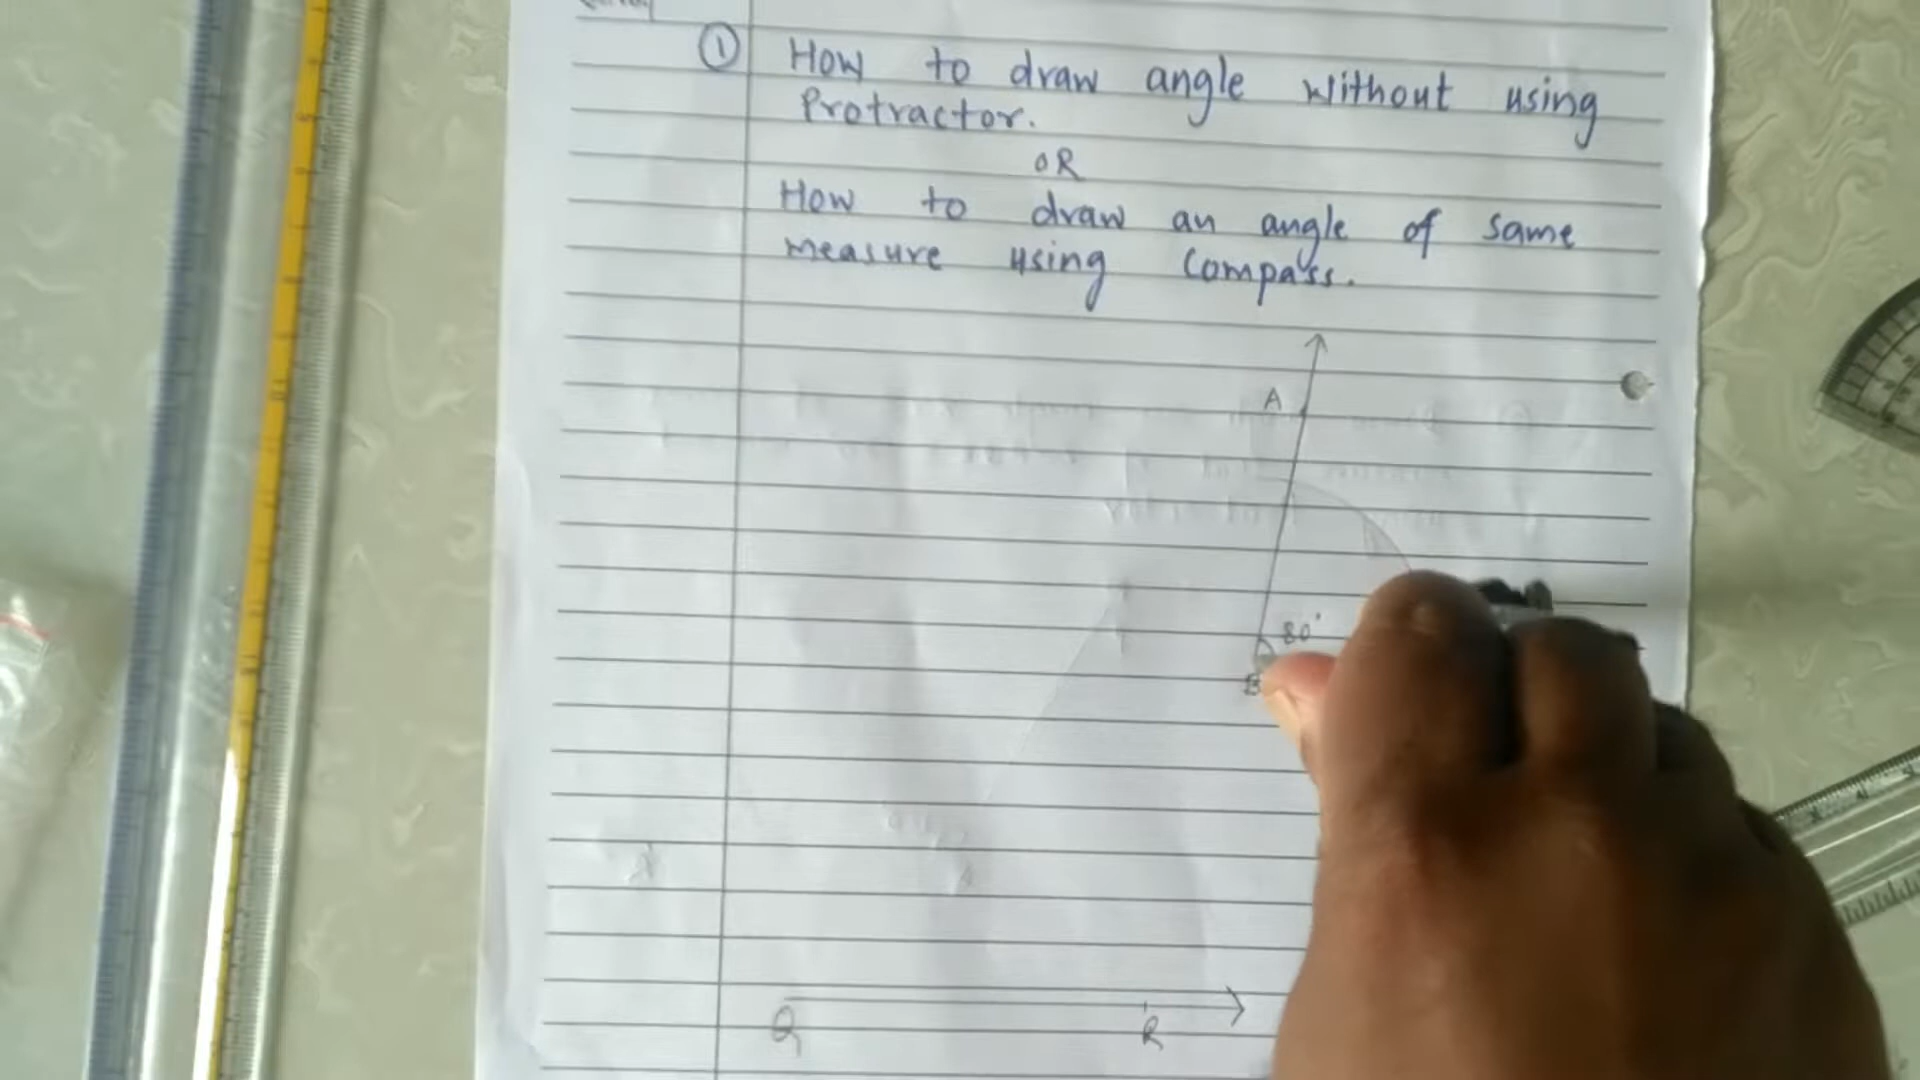 ① How to draw angle without using
Protractor.
OR
How to draw an angle of same
measure using Compass.
A
80°
B
Q R